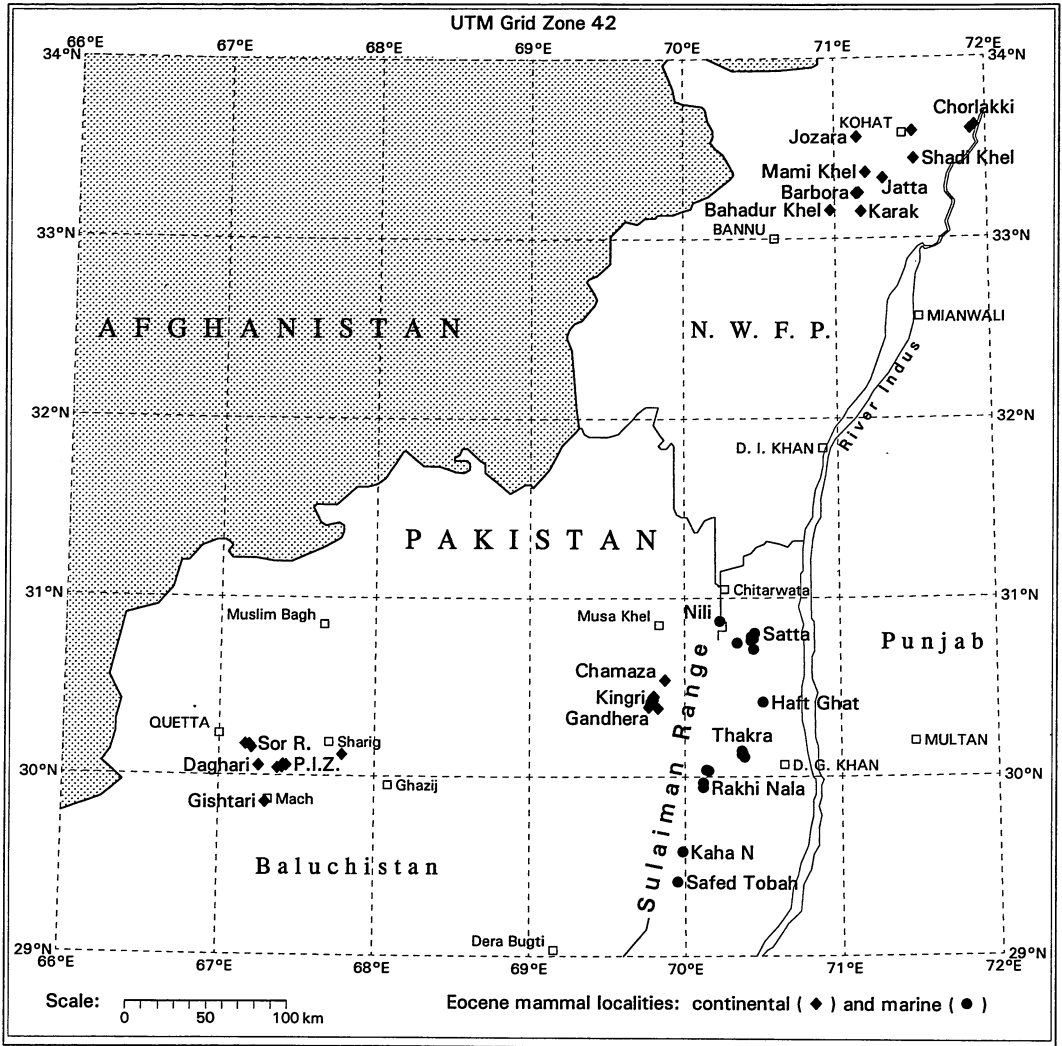 UTM Grid Zone 42
66°E 67°E 68°E 69°E 70°E 71°E 72°E
34°N 34°N
Chorlakki
KOHAT
Jozara
Shadi Khel
Mami Khel
Jatta
Barbora
Bahadur Khel
Karak
BANNU
33°N 33°N
AFGHANISTAN
N. W. F. P.
MIANWALI
River Indus
32°N 32°N
D. I. KHAN
PAKISTAN
31°N 31°N
Chitarwata
Muslim Bagh
Musa Khel
Nili
Satta
Punjab
Chamaza
Kingri
Gandhera
Haft Ghat
Sulaiman Range
QUETTA
Sor R.
Sharig
Thakra
MULTAN
Daghari
P.I.Z.
D. G. KHAN
30°N 30°N
Ghazij
Rakhi Nala
Gishtari
Mach
Baluchistan
Kaha N
Safed Tobah
Dera Bugti
29°N 29°N
66°E 67°E 68°E 69°E 70°E 71°E 72°E
Scale:
0 50 100 km
Eocene mammal localities: continental ( ◆ ) and marine ( ● )